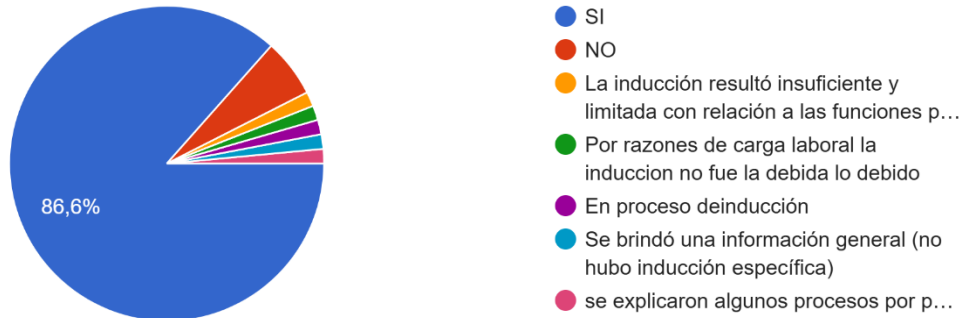 86,6%
SI
NO
La inducción resultó insuficiente y
limitada con relación a las funciones p…
Por razones de carga laboral la
induccion no fue la debida lo debido
En proceso deinducción
Se brindó una información general (no
hubo inducción específica)
se explicaron algunos procesos por p…